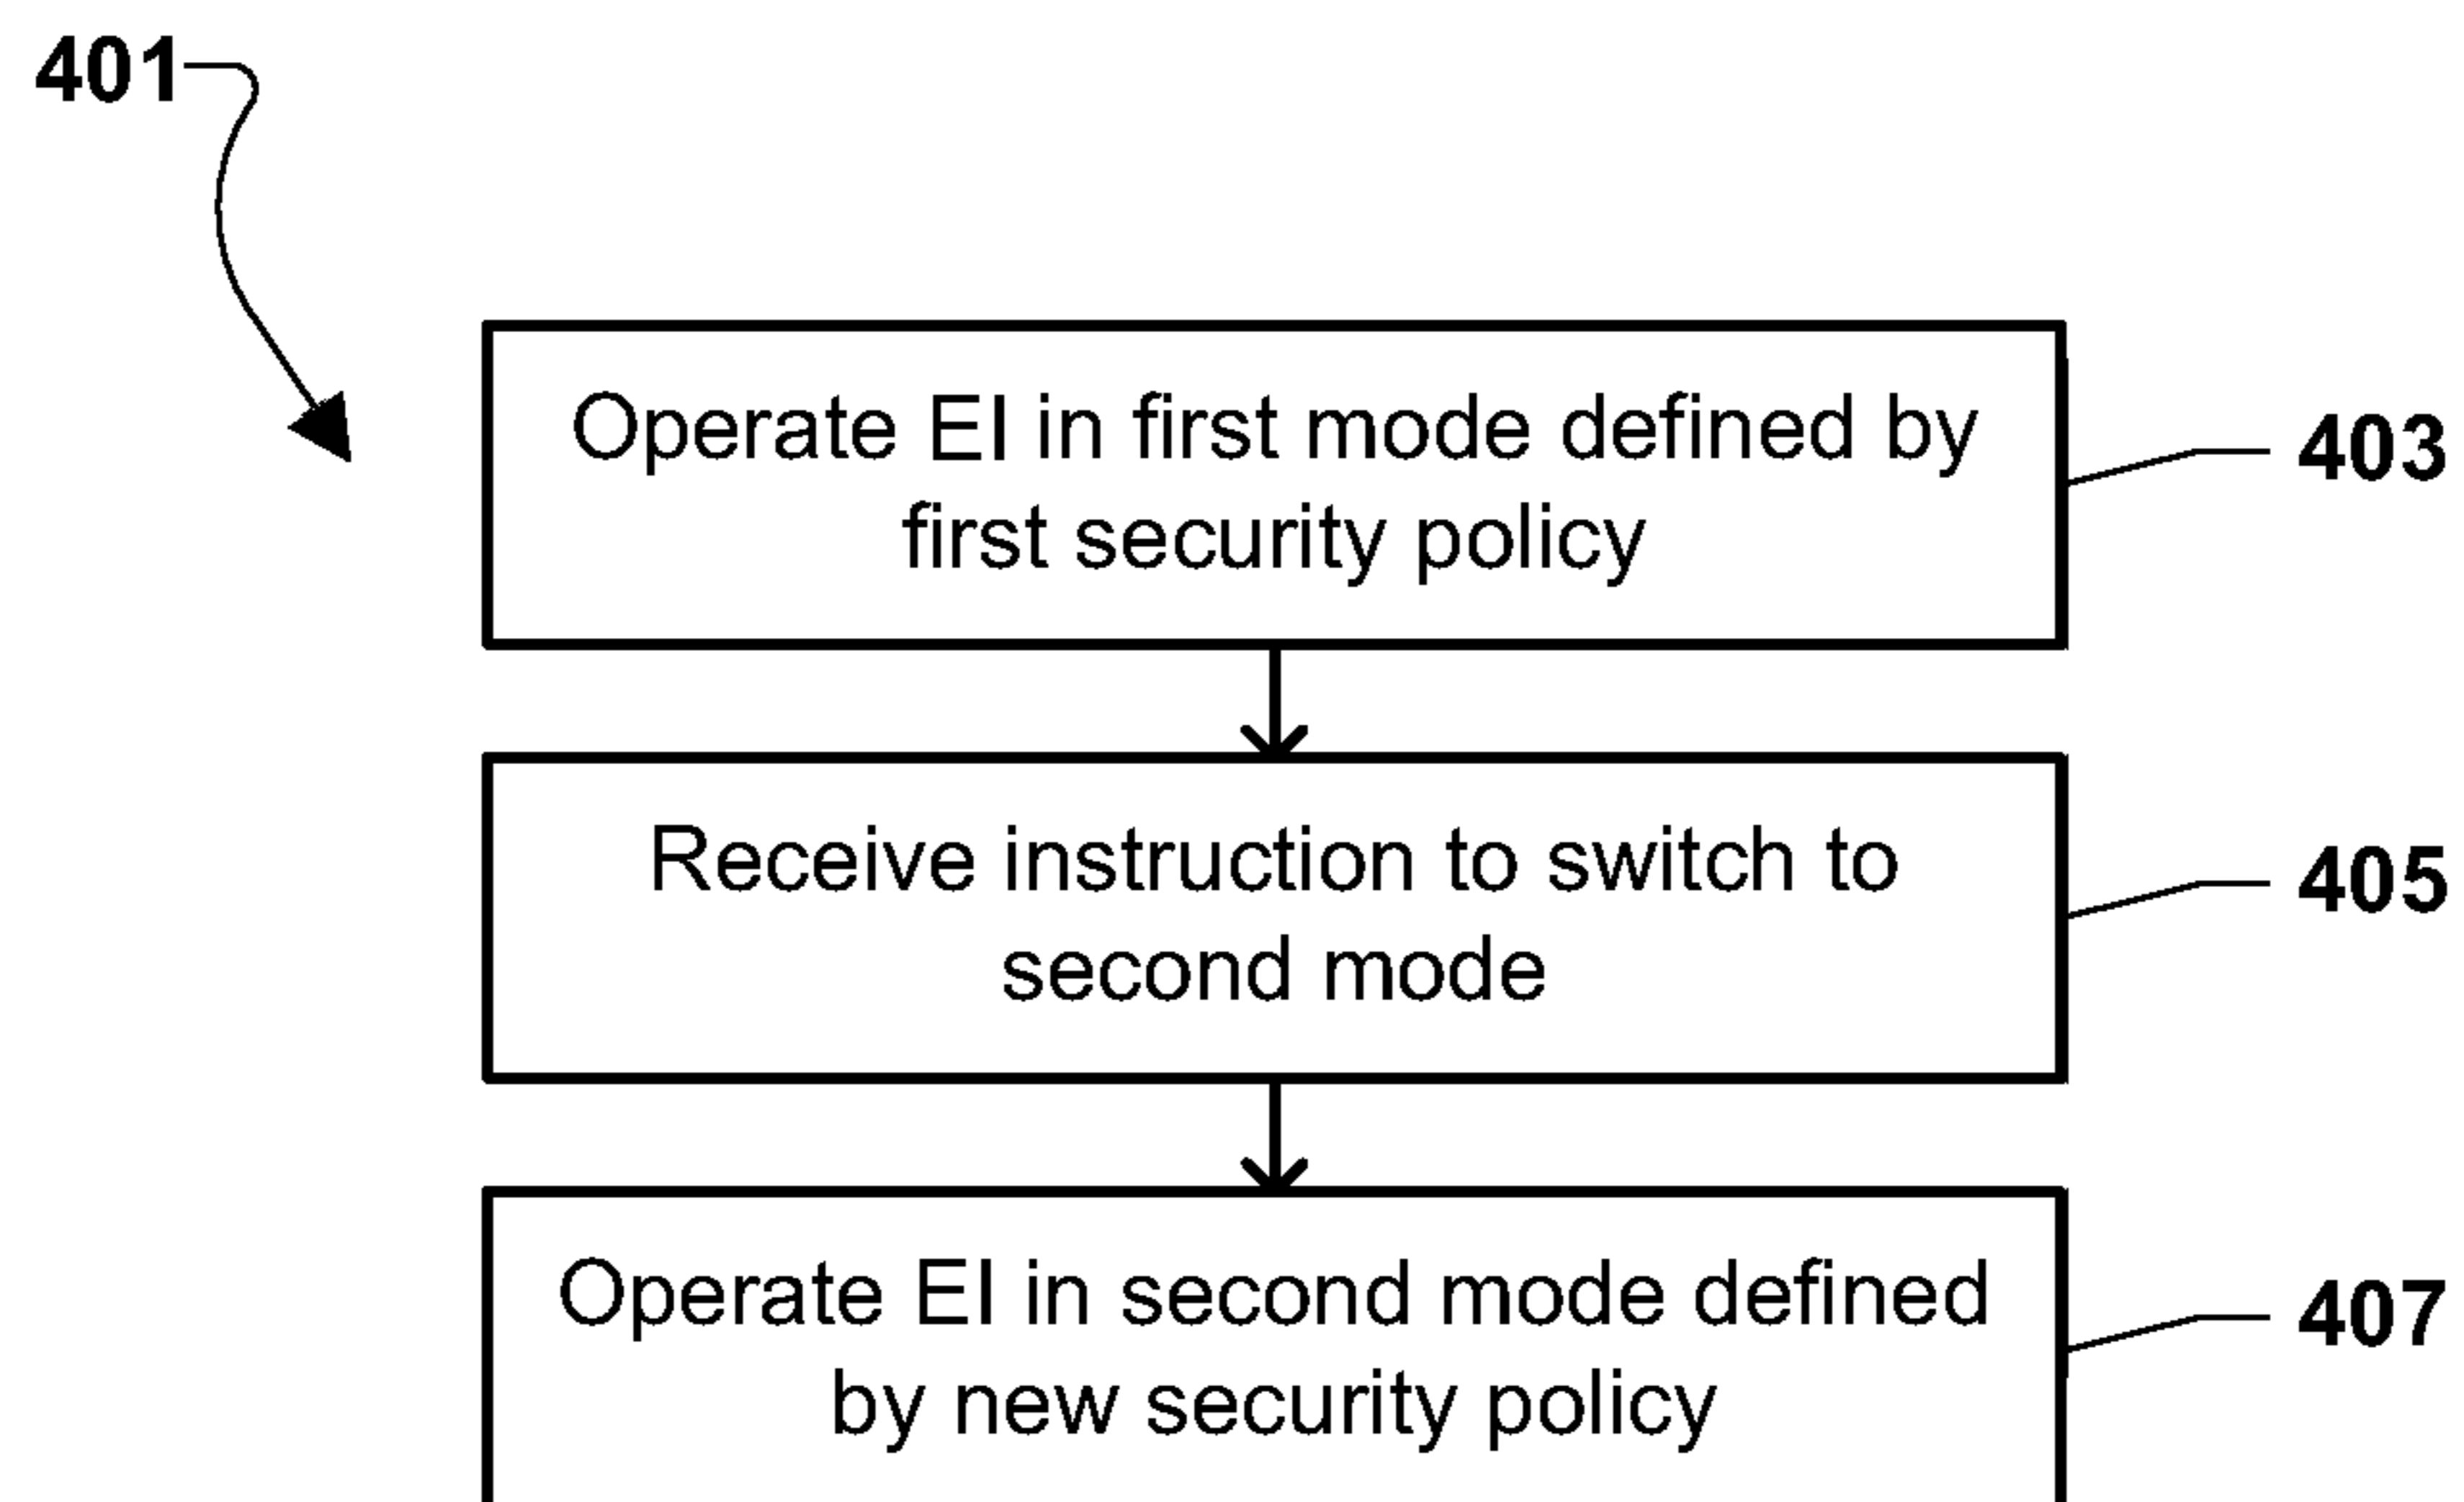 401
Operate EI in first mode defined by
first security policy
403
Receive instruction to switch to
second mode
405
Operate EI in second mode defined
by new security policy
407